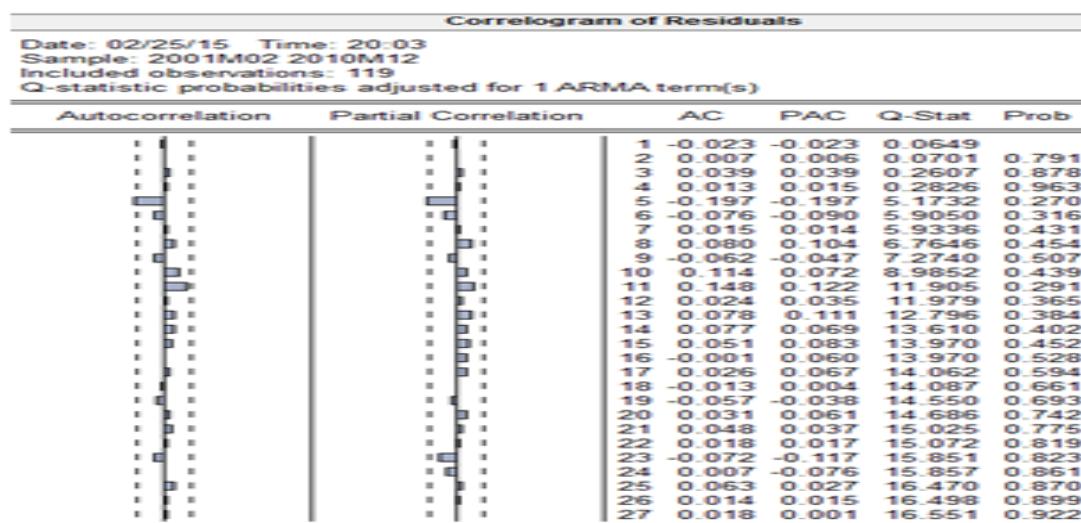 Correlogram of Residuals
Date: 02/25/15 Time: 20:03
Sample: 2001M02 2010M12
Included observations: 119
Q-statistic probabilities adjusted for 1 ARMA term(s)
Autocorrelation Partial Correlation AC PAC Q-Stat Prob
1 -0.023 -0.023 0.0649
2 0.007 0.006 0.0701 0.791
3 0.039 0.039 0.2607 0.878
4 0.013 0.015 0.2826 0.963
5 -0.197 -0.197 5.1732 0.270
6 -0.076 -0.090 5.9050 0.316
7 0.015 0.014 5.9336 0.431
8 0.080 0.104 6.7646 0.454
9 -0.062 -0.047 7.2740 0.507
10 0.114 0.072 8.9852 0.439
11 0.148 0.122 11.905 0.291
12 0.024 0.035 11.979 0.365
13 0.078 0.111 12.796 0.384
14 0.077 0.069 13.610 0.402
15 0.051 0.083 13.970 0.452
16 -0.001 0.060 13.970 0.528
17 0.026 0.067 14.062 0.594
18 -0.013 0.004 14.087 0.661
19 -0.057 -0.038 14.550 0.693
20 0.031 0.061 14.686 0.742
21 0.048 0.037 15.025 0.775
22 0.018 0.017 15.072 0.819
23 -0.072 -0.117 15.851 0.823
24 0.007 -0.076 15.857 0.861
25 0.063 0.027 16.470 0.870
26 0.014 0.015 16.498 0.899
27 0.018 0.001 16.551 0.922